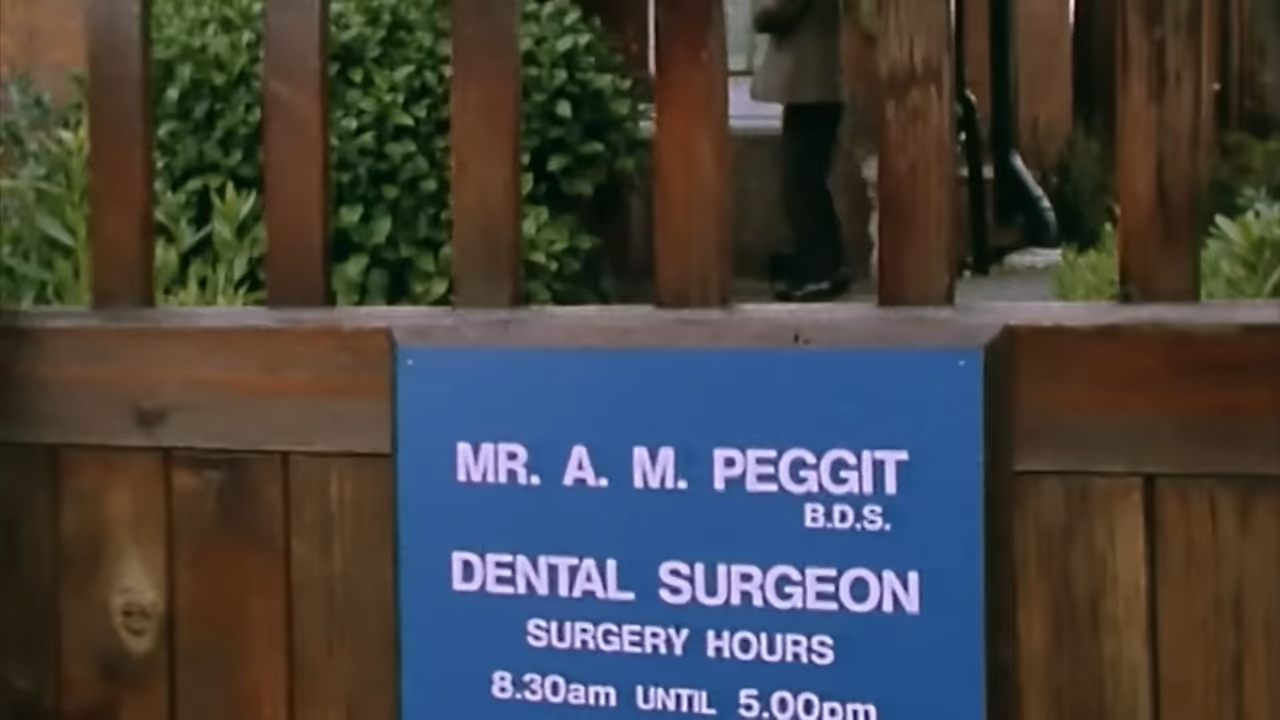 MR. A. M. PEGGIT
B.D.S.
DENTAL SURGEON
SURGERY HOURS
8.30am UNTIL 5.00pm